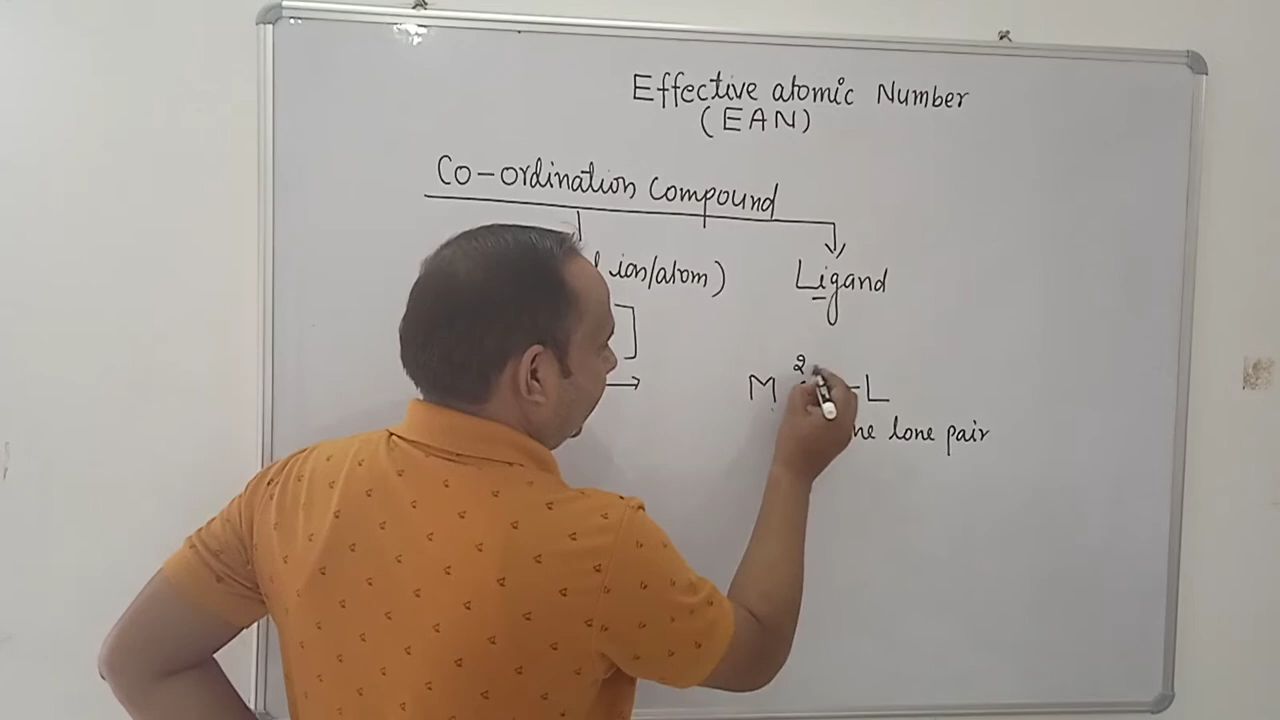 Effective atomic Number
(EAN)
Co-ordination Compound
ion/atom)
Ligand
]
2
M -L
lone pair